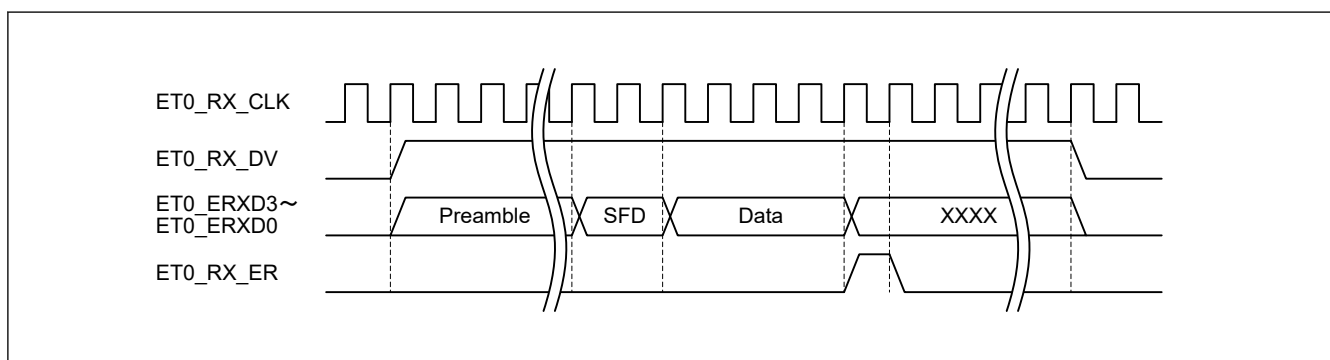 ET0_RX_CLK
ET0_RX_DV
ET0_ERXD3～
ET0_ERXD0
Preamble
SFD
Data
XXXX
ET0_RX_ER